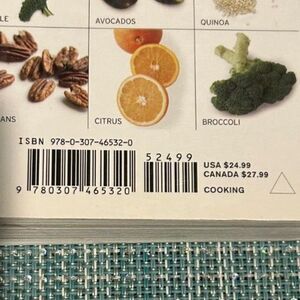 LE AVOCADOS QUINOA
ANS CITRUS BROCCOLI
ISBN 978-0-307-46532-0
52499
USA $24.99
CANADA $27.99
9 780307 465320
COOKING